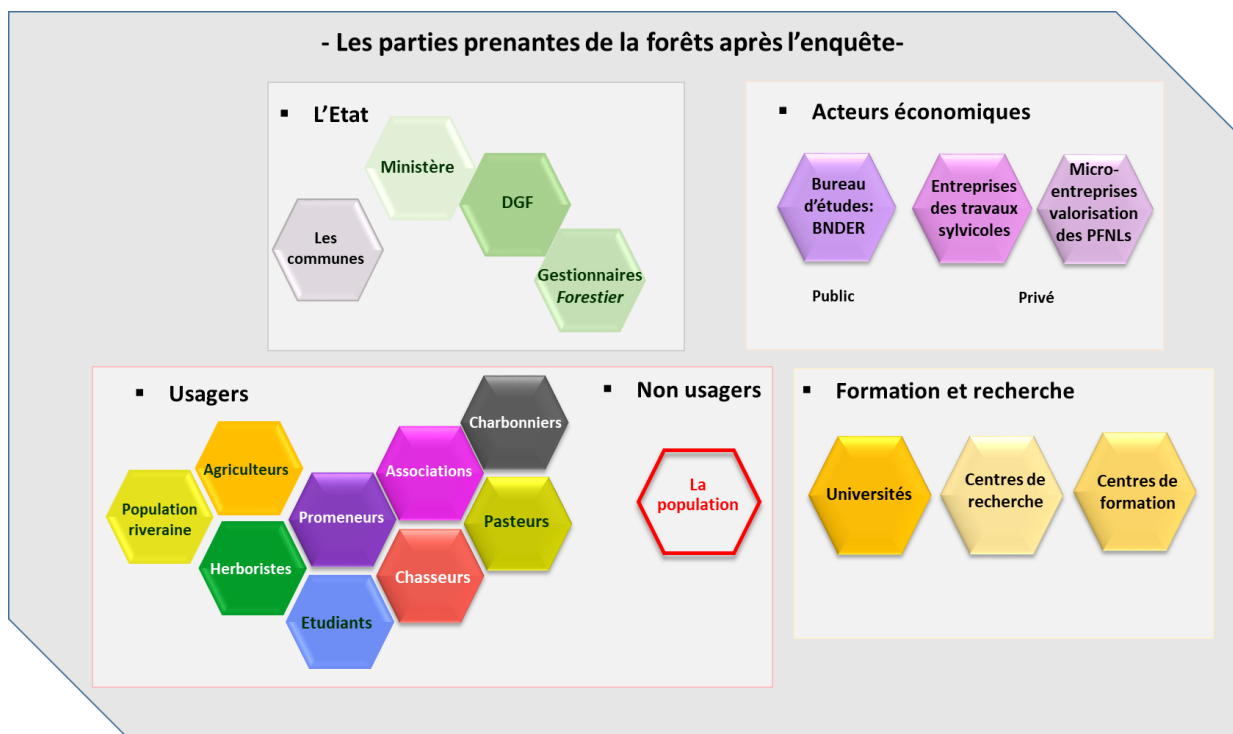 - Les parties prenantes de la forêts après l'enquête-
▪ L'Etat
Ministère
DGF
Les
communes
Gestionnaires
Forestier
▪ Acteurs économiques
Bureau
d'études:
BNDER
Entreprises
des travaux
sylvicoles
Micro-
entreprises
valorisation
des PFNLs
Public
Privé
▪ Usagers
Charbonniers
Agriculteurs
Associations
Population
riveraine
Promeneurs
Pasteurs
Herboristes
Chasseurs
Etudiants
▪ Non usagers
La
population
▪ Formation et recherche
Universités
Centres de
recherche
Centres de
formation